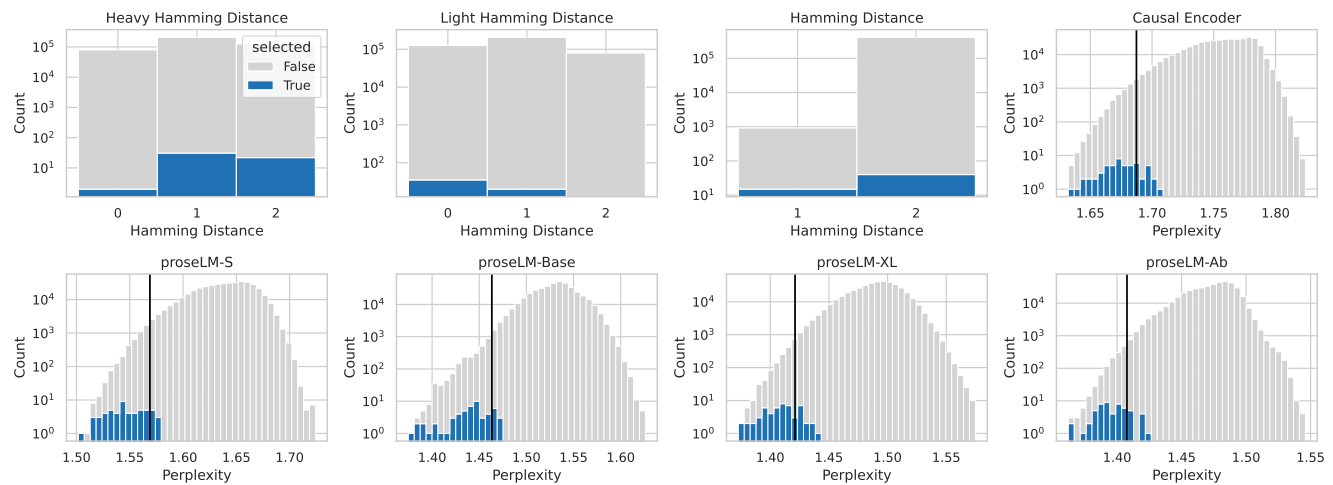 Heavy Hamming Distance
Count
10^5
10^4
10^3
10^2
10^1
selected
False
True
0 1 2
Hamming Distance
Light Hamming Distance
Count
10^5
10^4
10^3
10^2
0 1 2
Hamming Distance
Hamming Distance
Count
10^5
10^4
10^3
10^2
10^1
1 2
Hamming Distance
Causal Encoder
Count
10^4
10^3
10^2
10^1
10^0
1.65 1.70 1.75 1.80
Perplexity
proseLM-S
Count
10^4
10^3
10^2
10^1
10^0
1.50 1.55 1.60 1.65 1.70
Perplexity
proseLM-Base
Count
10^4
10^3
10^2
10^1
10^0
1.40 1.45 1.50 1.55 1.60
Perplexity
proseLM-XL
Count
10^4
10^3
10^2
10^1
10^0
1.40 1.45 1.50 1.55
Perplexity
proseLM-Ab
Count
10^4
10^3
10^2
10^1
10^0
1.40 1.45 1.50 1.55
Perplexity